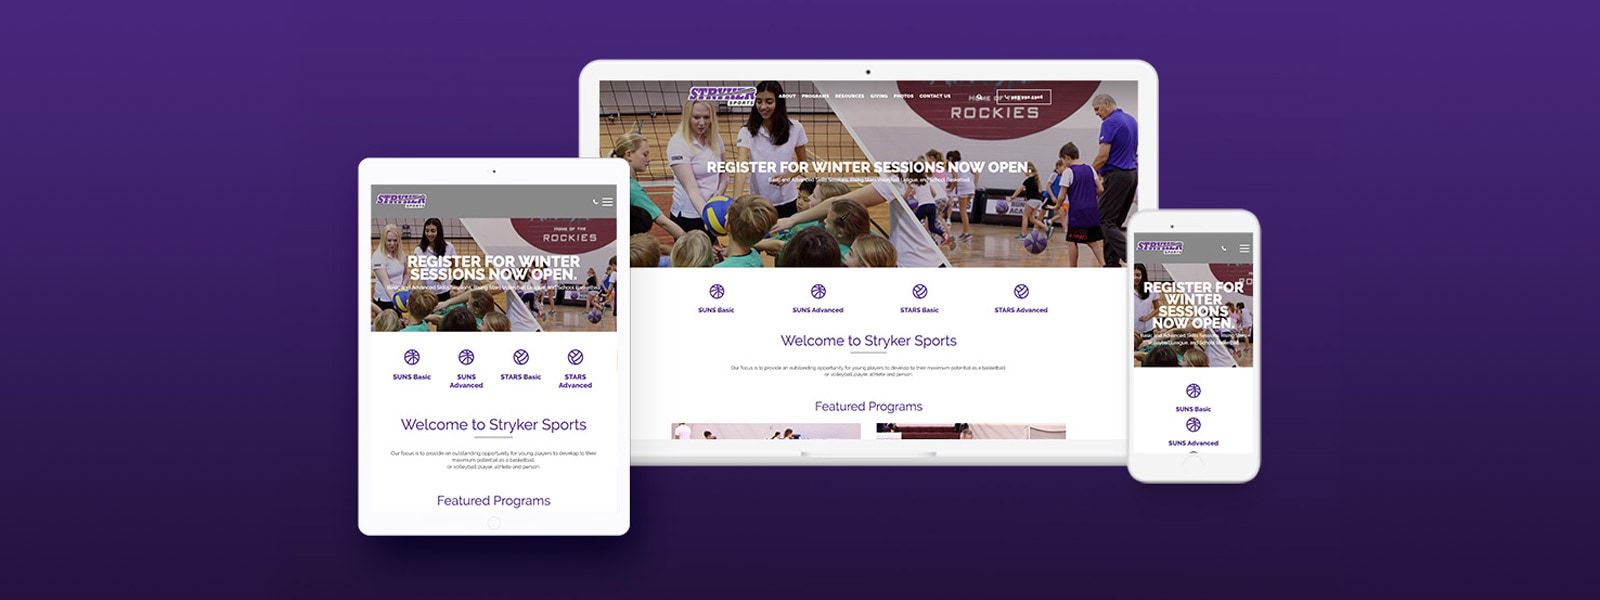 STRYKER
SPORTS
ABOUT PROGRAMS RESOURCES GIVING PHOTOS CONTACT US
HOME OF
ROCKIES
REGISTER FOR WINTER SESSIONS NOW OPEN.
Basic and Advanced Skills Sessions, Rising Stars Volleyball League, and School Basketball
SUNS Basic
SUNS Advanced
STARS Basic
STARS Advanced
Welcome to Stryker Sports
Our focus is to provide an outstanding opportunity for young players to develop to their maximum potential as a basketball
or volleyball player, athlete and person.
Featured Programs
STRYKER
SPORTS
HOME OF THE
ROCKIES
REGISTER FOR WINTER
SESSIONS NOW OPEN.
Basic and Advanced Skills Sessions, Rising Stars Volleyball League, and School Basketball
SUNS Basic
SUNS
Advanced
STARS Basic
STARS
Advanced
Welcome to Stryker Sports
Our focus is to provide an outstanding opportunity for young players to develop to their
maximum potential as a basketball
or volleyball player, athlete and person.
Featured Programs
STRYKER
SPORTS
REGISTER FOR
WINTER
SESSIONS
NOW OPEN.
Basic and Advanced Skills Sessions, Rising Stars
Volleyball League, and School Basketball
SUNS Basic
SUNS Advanced